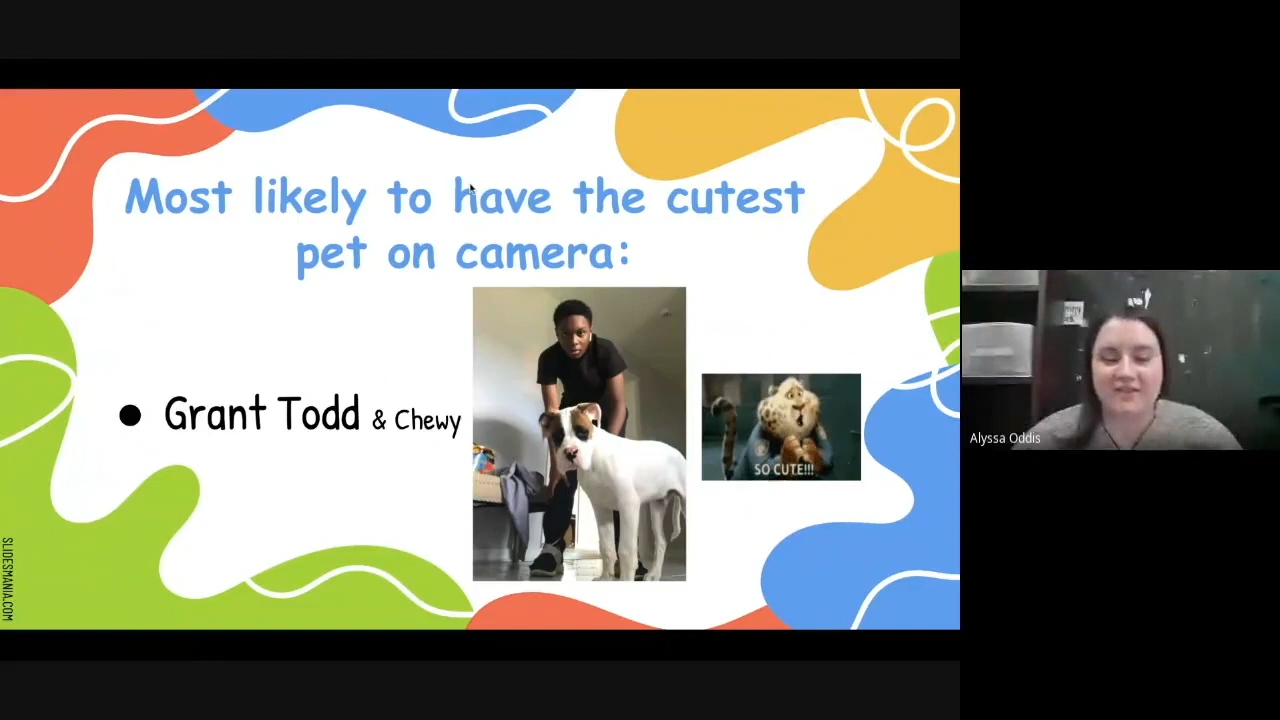 Most likely to have the cutest
pet on camera:
● Grant Todd & Chewy
SO CUTE!!!
Alyssa Oddis
SLIDESMANIA.COM